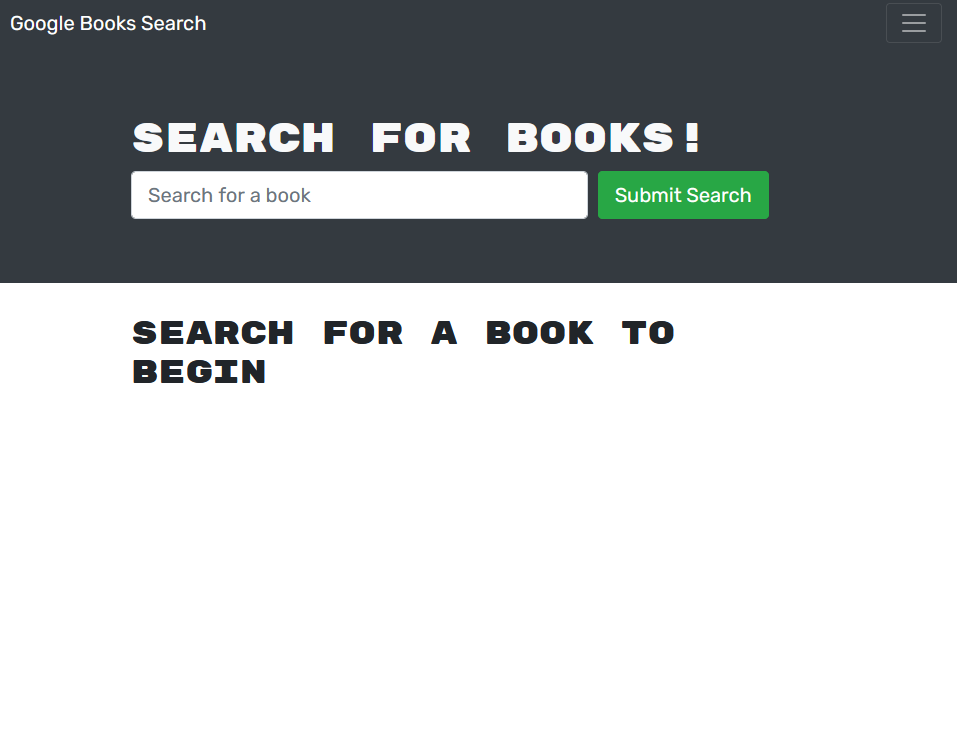 Google Books Search
SEARCH FOR BOOKS!
Search for a book
Submit Search
SEARCH FOR A BOOK TO
BEGIN